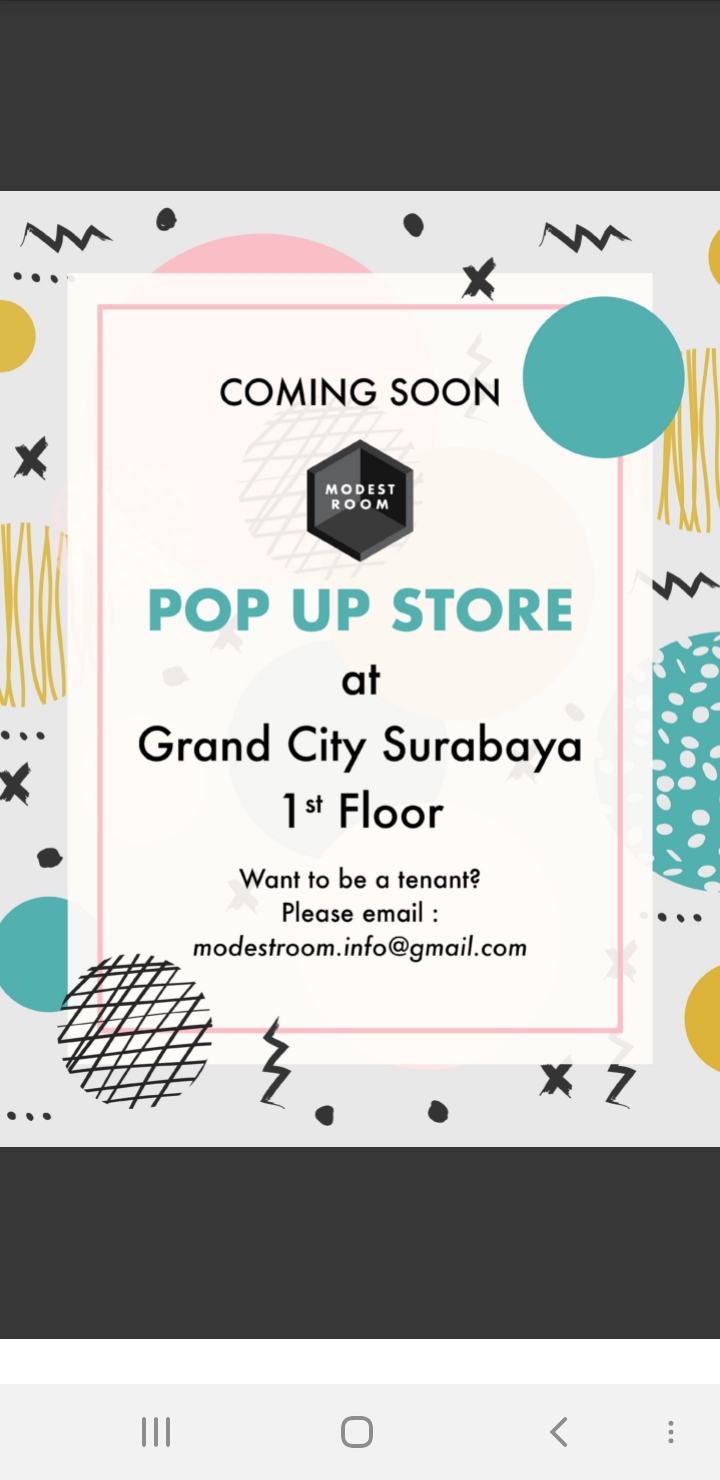 COMING SOON
MODEST
ROOM
POP UP STORE
at
Grand City Surabaya
1st Floor
Want to be a tenant?
Please email :
modestroom.info@gmail.com